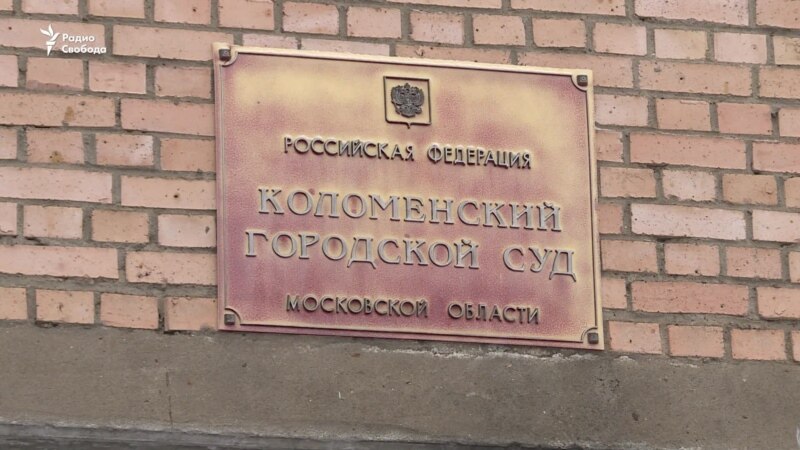 Радио
Свобода
РОССИЙСКАЯ ФЕДЕРАЦИЯ
КОЛОМЕНСКИЙ
ГОРОДСКОЙ СУД
МОСКОВСКОЙ ОБЛАСТИ